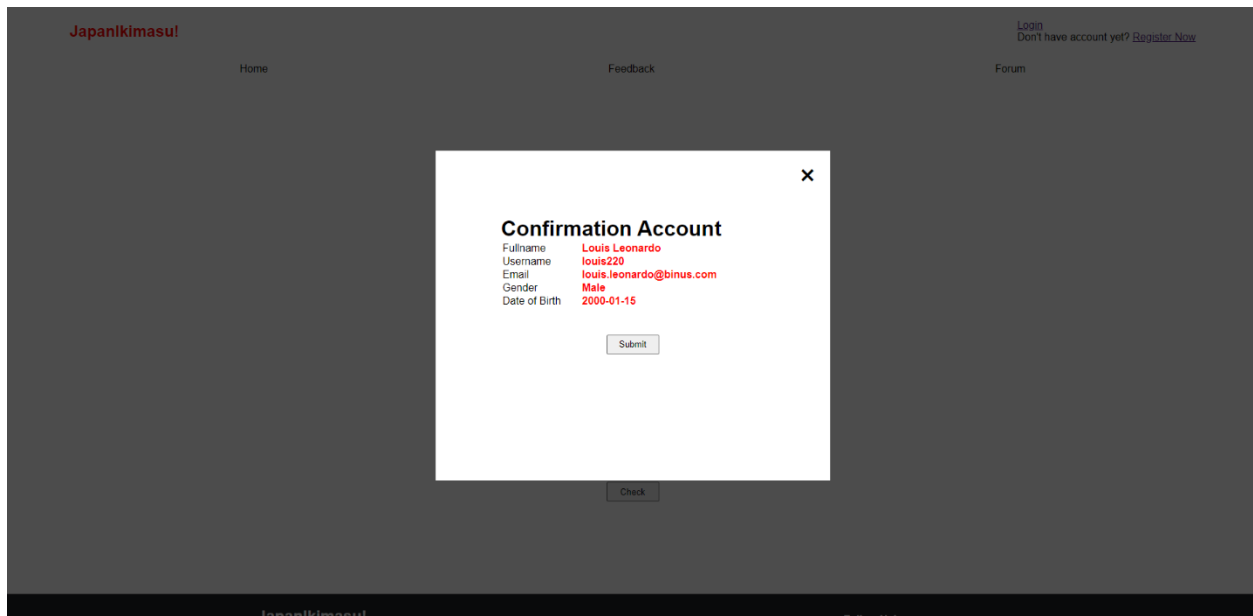 JapanIkimasu!
Login
Don't have account yet? Register Now
Home Feedback Forum
×
Confirmation Account
Fullname Louis Leonardo
Username louis220
Email louis.leonardo@binus.com
Gender Male
Date of Birth 2000-01-15
Submit
Check
JapanIkimasu!